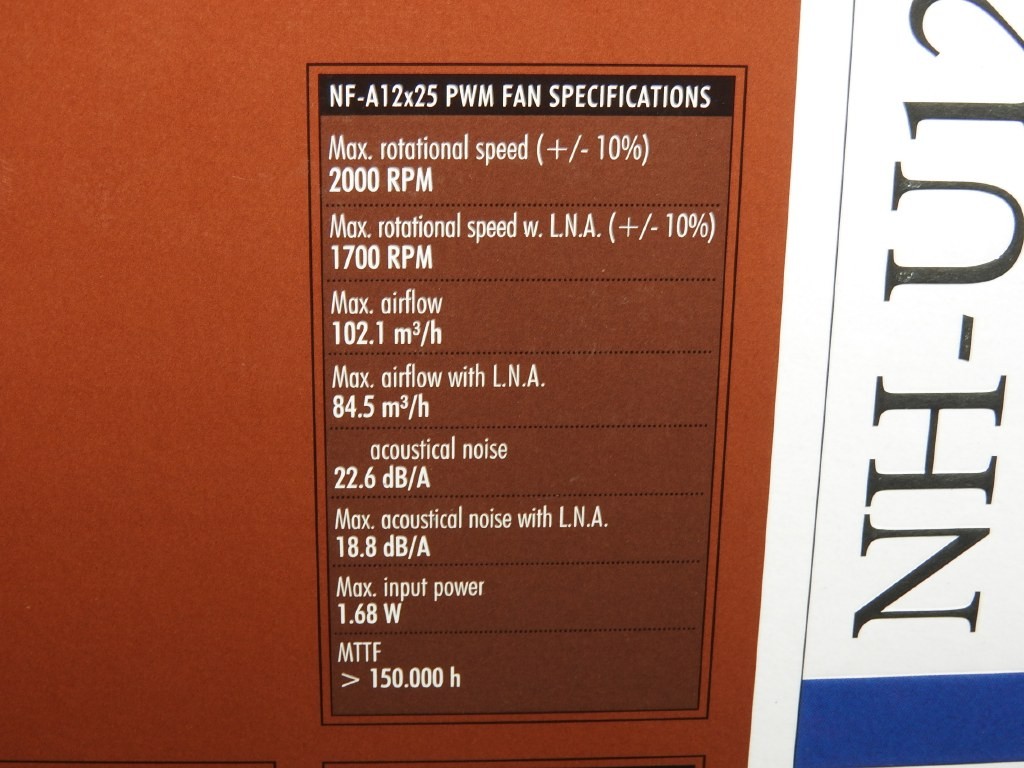 NF-A12x25 PWM FAN SPECIFICATIONS
Max. rotational speed (+/- 10%)
2000 RPM
Max. rotational speed w. L.N.A. (+/- 10%)
1700 RPM
Max. airflow
102.1 m³/h
Max. airflow with L.N.A.
84.5 m³/h
acoustical noise
22.6 dB/A
Max. acoustical noise with L.N.A.
18.8 dB/A
Max. input power
1.68 W
MTTF
> 150.000 h
NH-U12